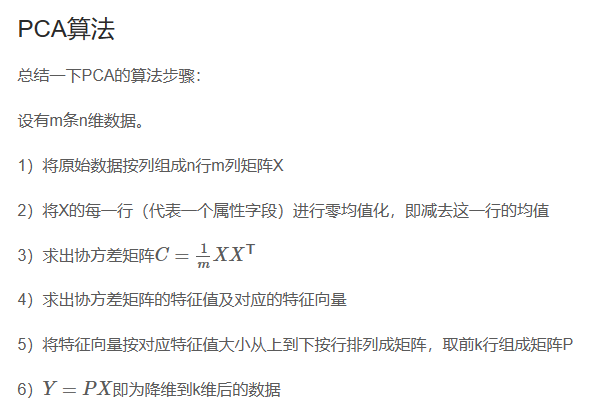 PCA算法
总结一下PCA的算法步骤：
设有m条n维数据。
1）将原始数据按列组成n行m列矩阵X
2）将X的每一行（代表一个属性字段）进行零均值化，即减去这一行的均值
3）求出协方差矩阵$C = \frac{1}{m}XX^\mathsf{T}$
4）求出协方差矩阵的特征值及对应的特征向量
5）将特征向量按对应特征值大小从上到下按行排列成矩阵，取前k行组成矩阵P
6）$Y = PX$即为降维到k维后的数据